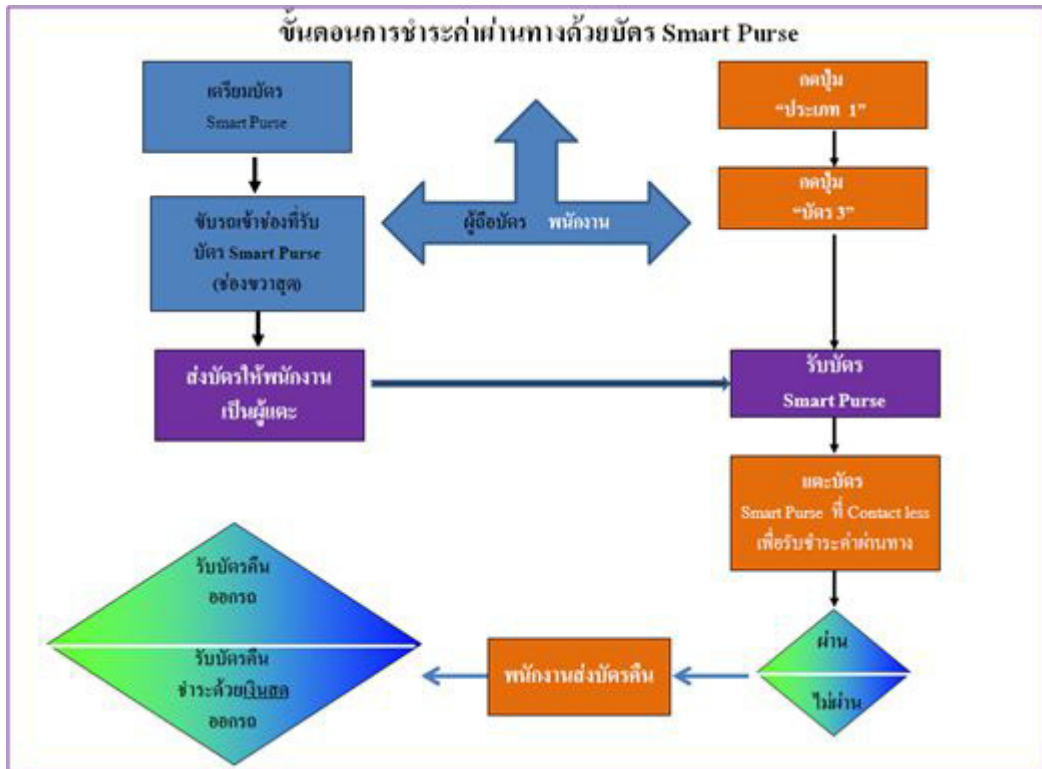 ขั้นตอนการชำระค่าผ่านทางด้วยบัตร Smart Purse
เตรียมบัตร
Smart Purse
ขับรถเข้าช่องที่รับ
บัตร Smart Purse
(ช่องขวาสุด)
ส่งบัตรให้พนักงาน
เป็นผู้แตะ
ผู้ถือบัตร พนักงาน
กดปุ่ม
“ประเภท 1”
กดปุ่ม
“บัตร 3”
รับบัตร
Smart Purse
แตะบัตร
Smart Purse ที่ Contact less
เพื่อรับชำระค่าผ่านทาง
ผ่าน
ไม่ผ่าน
พนักงานส่งบัตรคืน
รับบัตรคืน
ออกรถ
รับบัตรคืน
ชำระด้วยเงินสด
ออกรถ